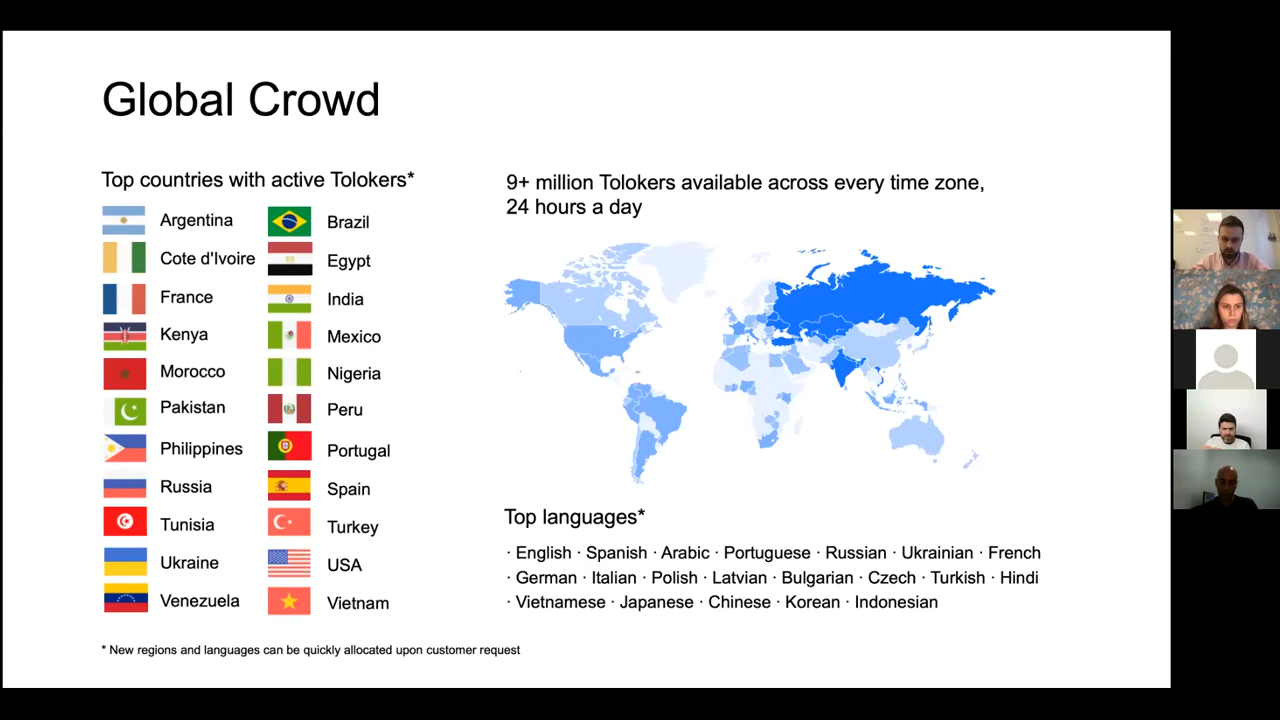 Global Crowd
Top countries with active Tolokers*
Argentina
Brazil
Cote d'Ivoire
Egypt
France
India
Kenya
Mexico
Morocco
Nigeria
Pakistan
Peru
Philippines
Portugal
Russia
Spain
Tunisia
Turkey
Ukraine
USA
Venezuela
Vietnam
* New regions and languages can be quickly allocated upon customer request
9+ million Tolokers available across every time zone,
24 hours a day
Top languages*
· English · Spanish · Arabic · Portuguese · Russian · Ukrainian · French
· German · Italian · Polish · Latvian · Bulgarian · Czech · Turkish · Hindi
· Vietnamese · Japanese · Chinese · Korean · Indonesian